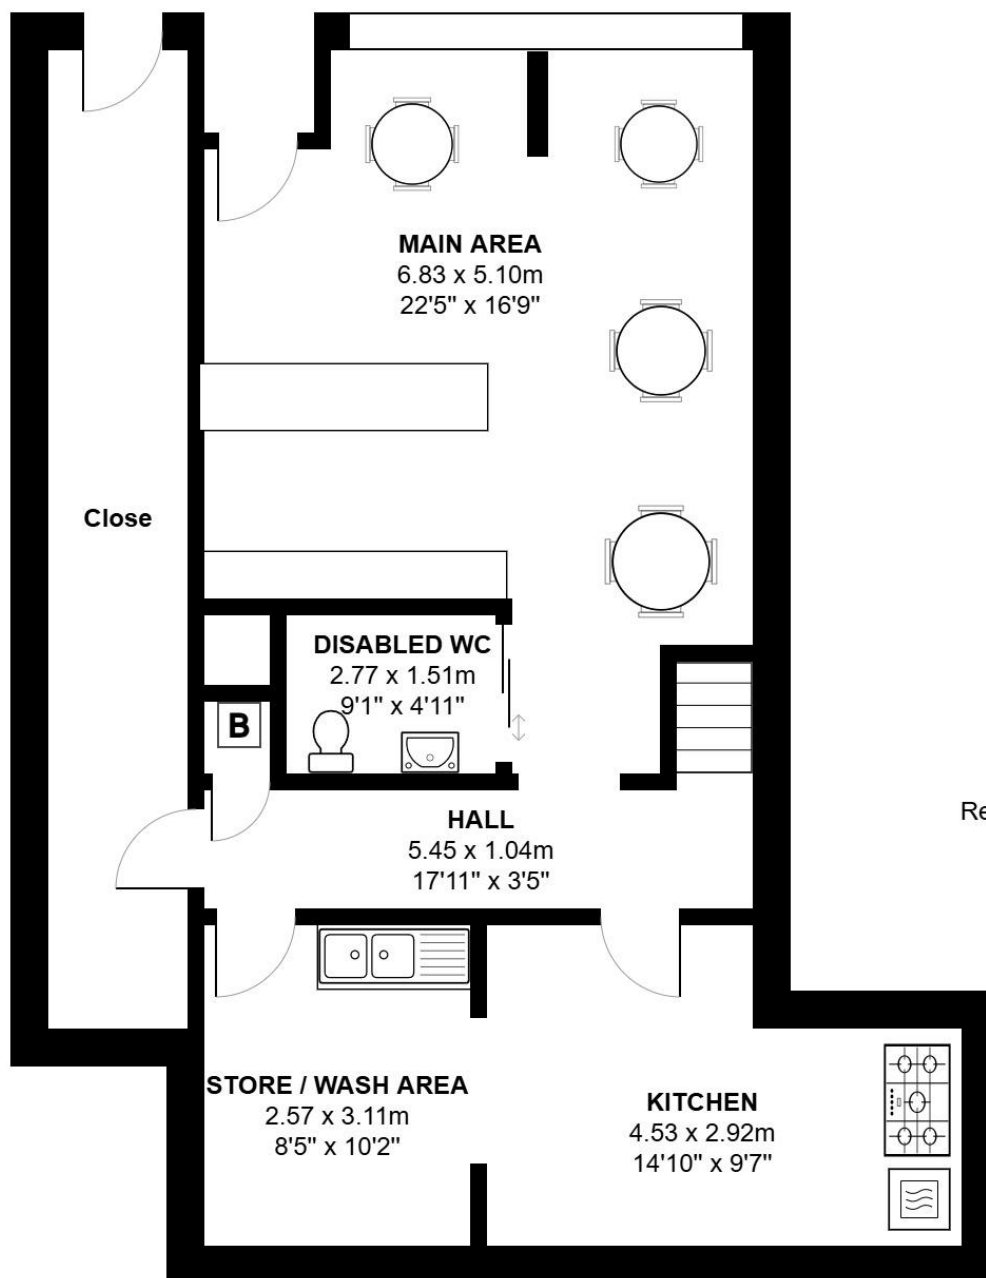 MAIN AREA
6.83 x 5.10m
22'5" x 16'9"
Close
DISABLED WC
2.77 x 1.51m
9'1" x 4'11"
B
HALL
5.45 x 1.04m
17'11" x 3'5"
Re
STORE / WASH AREA
2.57 x 3.11m
8'5" x 10'2"
KITCHEN
4.53 x 2.92m
14'10" x 9'7"